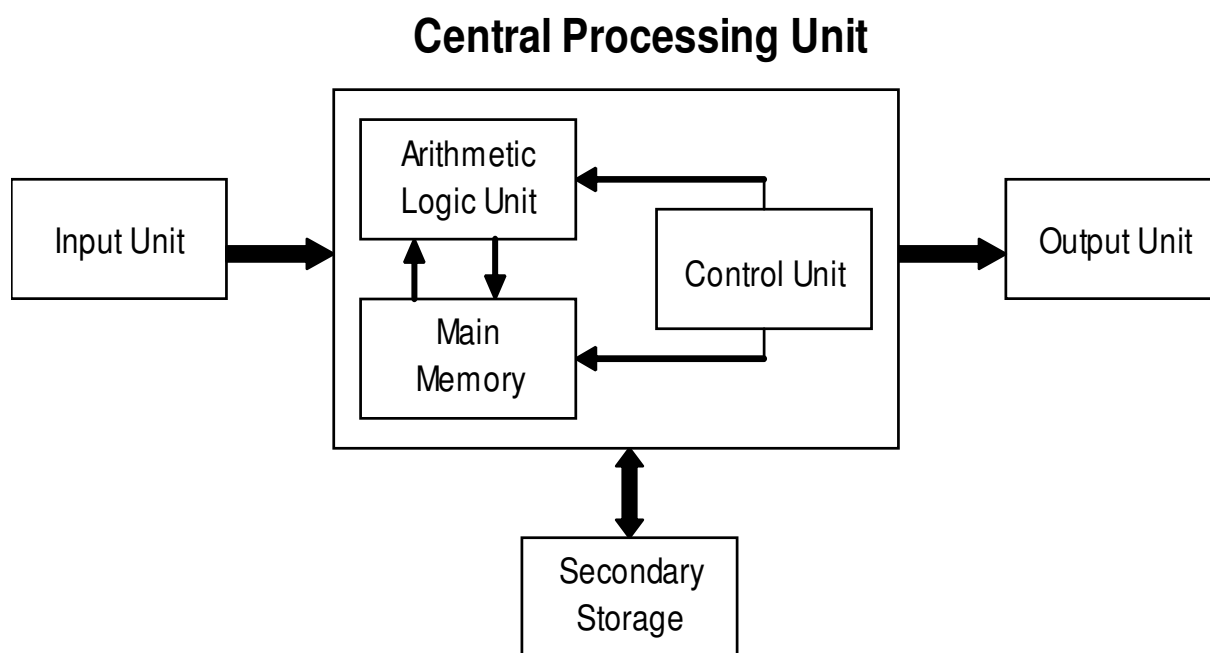 Central Processing Unit
Arithmetic
Logic Unit
Input Unit
Control Unit
Output Unit
Main
Memory
Secondary
Storage